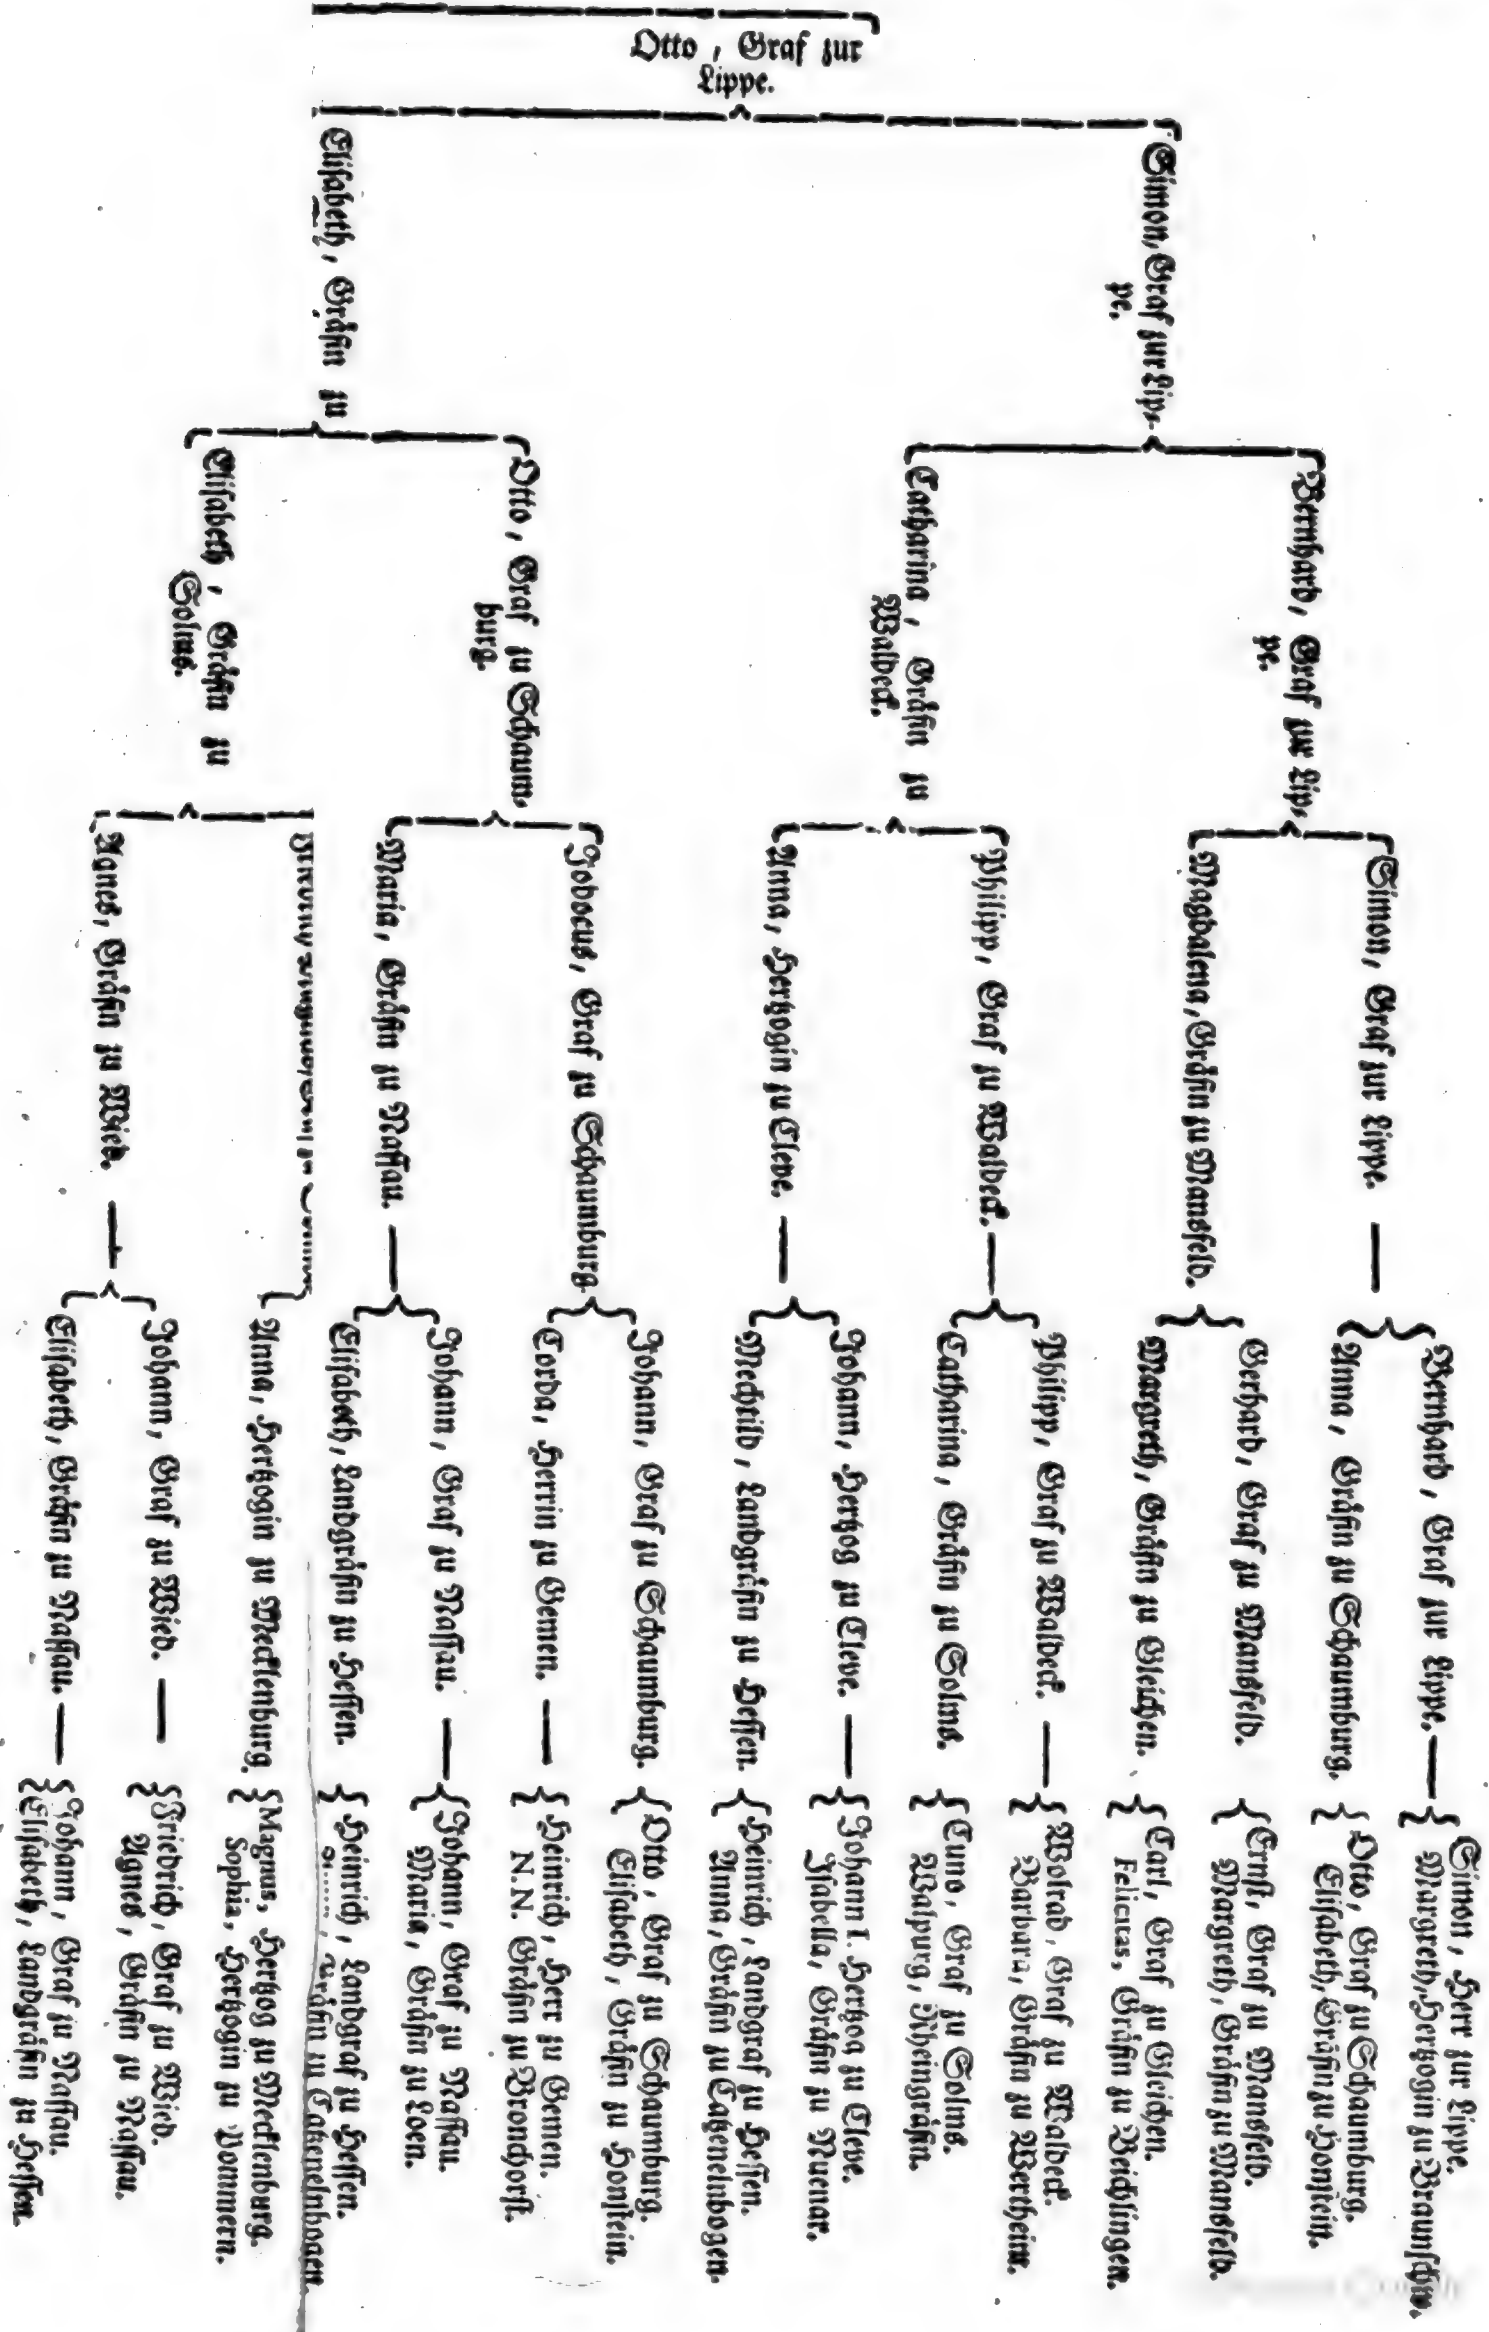 Otto, Graf zur
Lippe.
Simon, Graf zur Lip-
pe.
Elisabeth, Gräfin zu
Bernhard, Graf zur Lip-
pe.
Catharina, Gräfin zu
Waldeck.
Otto, Graf zu Schaum-
burg.
Elisabeth, Gräfin zu
Solms.
Simon, Graf zur Lippe.
Magdalena, Gräfin zu Mansfeld.
Philipp, Graf zu Waldeck.
Anna, Hertzogin zu Cleve.
Jobocus, Graf zu Schaumburg.
Maria, Gräfin zu Nassau.
Agnes, Gräfin zu Wied.
Bernhard, Graf zur Lippe.
Anna, Gräfin zu Schaumburg.
Gerhard, Graf zu Mansfeld.
Margreth, Gräfin zu Gleichen.
Philipp, Graf zu Waldeck.
Catharina, Gräfin zu Solms.
Johann, Hertzog zu Cleve.
Mechtild, Landgräfin zu Hessen.
Johann, Graf zu Schaumburg.
Corda, Herrin zu Gemen.
Johann, Graf zu Nassau.
Elisabeth, Landgräfin zu Hessen.
Anna, Hertzogin zu Mecklenburg.
Johann, Graf zu Wied.
Elisabeth, Gräfin zu Nassau.
Simon, Herr zur Lippe.
Margreth, Hertzogin zu Braunschw.
Otto, Graf zu Schaumburg.
Elisabeth, Gräfin zu Honstein.
Ernst, Graf zu Mansfeld.
Margreth, Gräfin zu Mansfeld.
Carl, Graf zu Gleichen.
Felicitas, Gräfin zu Beichlingen.
Wolrad, Graf zu Waldeck.
Barbara, Gräfin zu Wertheim.
Cuno, Graf zu Solms.
Walpurg, Rheingräfin.
Johann I. Hertzog zu Cleve.
Isabella, Gräfin zu Nuenar.
Heinrich, Landgraf zu Hessen.
Anna, Gräfin zu Catzenelnbogen.
Otto, Graf zu Schaumburg.
Elisabeth, Gräfin zu Honstein.
Heinrich, Herr zu Gemen.
N.N. Gräfin zu Bronchorst.
Johann, Graf zu Nassau.
Maria, Gräfin zu Loen.
Heinrich, Landgraf zu Hessen.
Gräfin zu Catzenelnbogen.
Magnus, Hertzog zu Mecklenburg.
Sophia, Hertzogin zu Pommern.
Friedrich, Graf zu Wied.
Agnes, Gräfin zu Nassau.
Johann, Graf zu Nassau.
Elisabeth, Landgräfin zu Hessen.